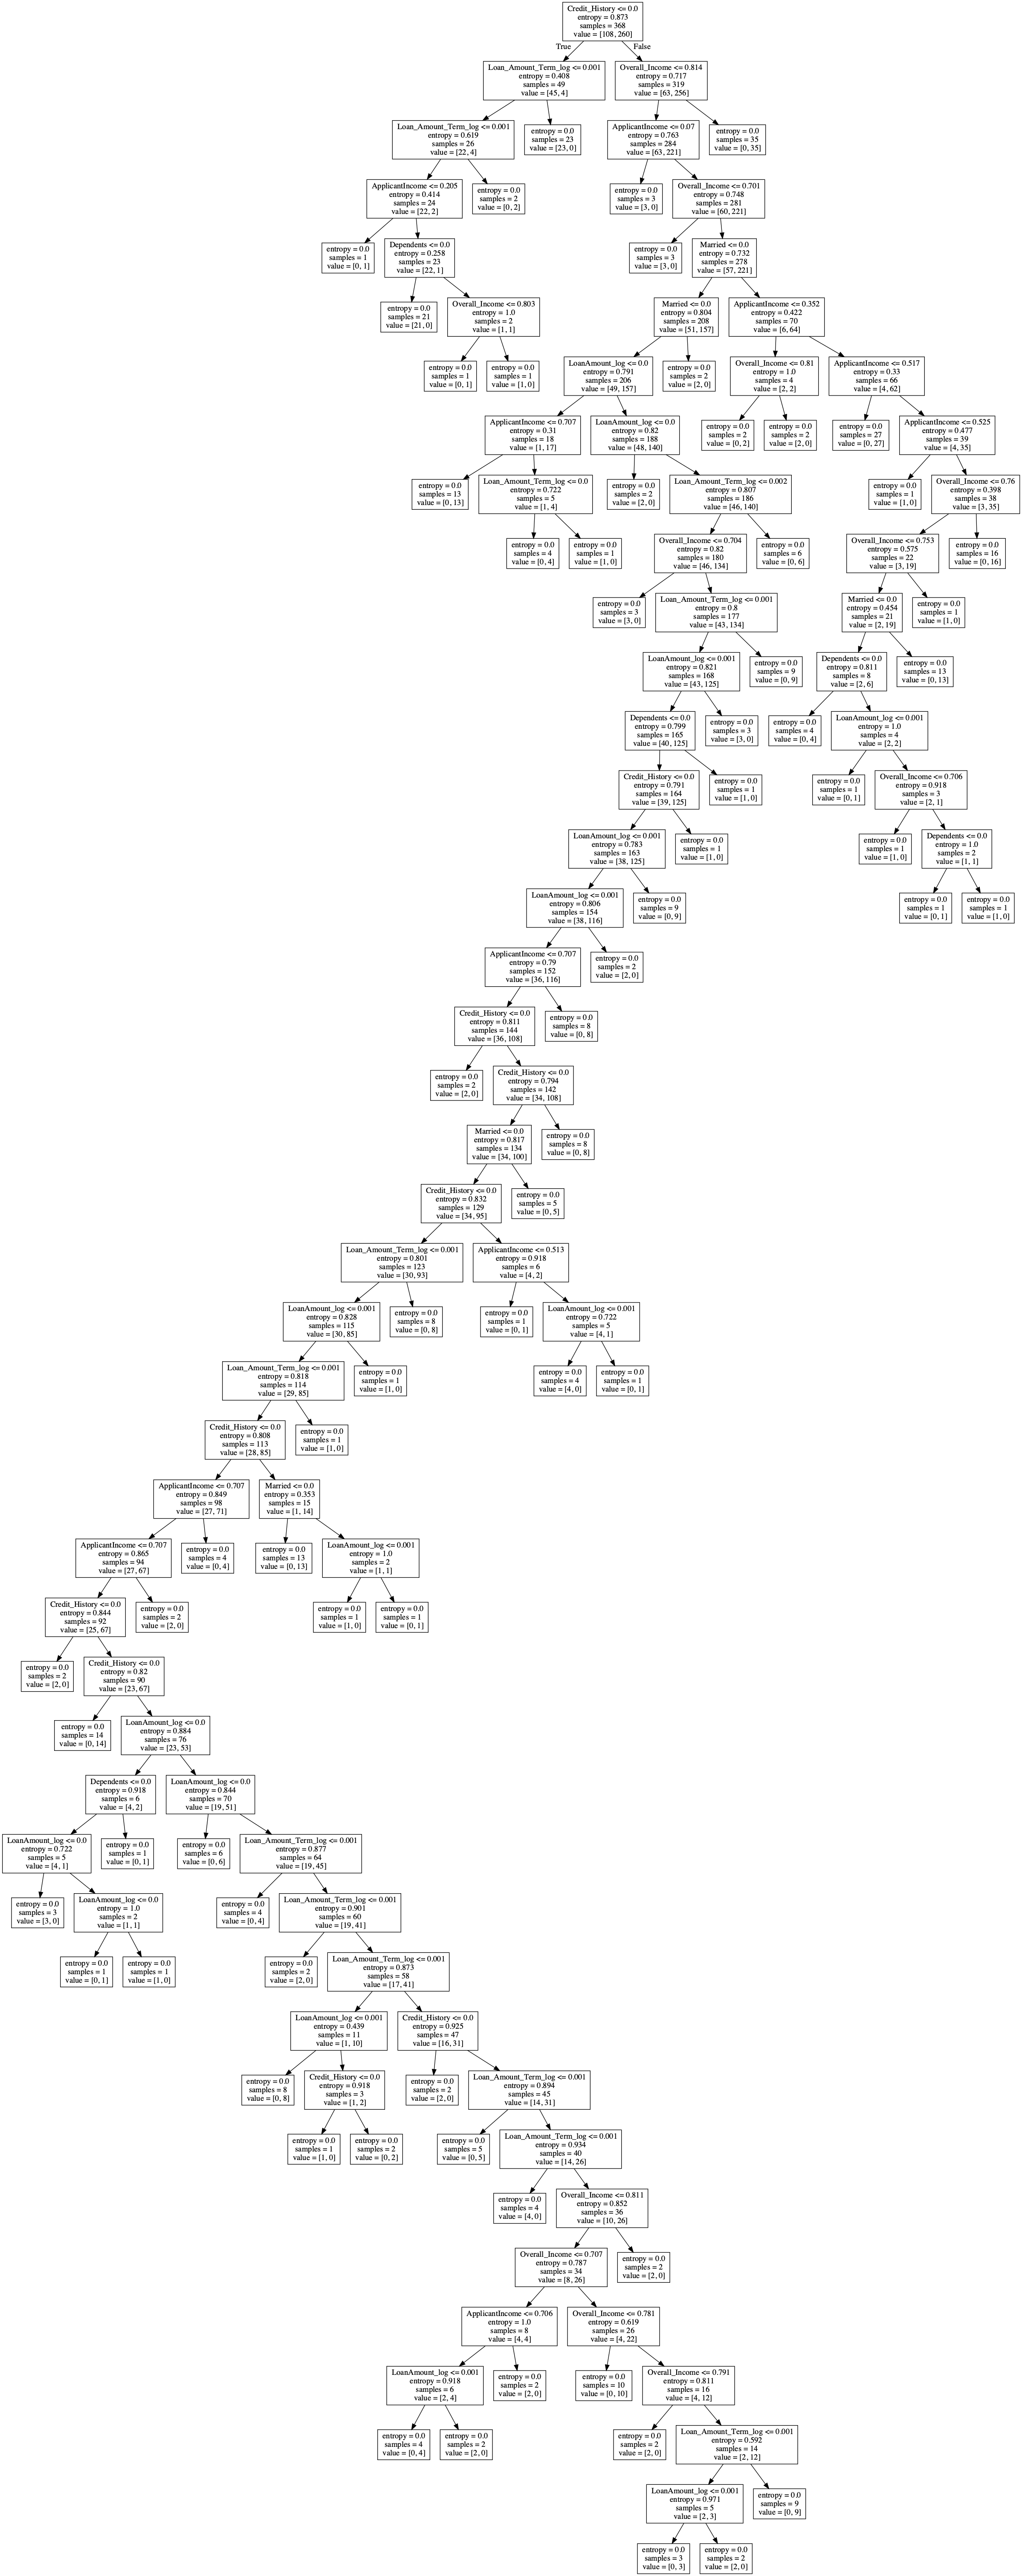 Credit_History <= 0.0
entropy = 0.873
samples = 368
value = [108, 260]
True
False
Loan_Amount_Term_log <= 0.001
entropy = 0.408
samples = 49
value = [45, 4]
Overall_Income <= 0.814
entropy = 0.717
samples = 319
value = [63, 256]
Loan_Amount_Term_log <= 0.001
entropy = 0.619
samples = 26
value = [22, 4]
entropy = 0.0
samples = 23
value = [23, 0]
ApplicantIncome <= 0.07
entropy = 0.763
samples = 284
value = [63, 221]
entropy = 0.0
samples = 35
value = [0, 35]
ApplicantIncome <= 0.205
entropy = 0.414
samples = 24
value = [22, 2]
entropy = 0.0
samples = 2
value = [0, 2]
entropy = 0.0
samples = 3
value = [3, 0]
Overall_Income <= 0.701
entropy = 0.748
samples = 281
value = [60, 221]
entropy = 0.0
samples = 1
value = [0, 1]
Dependents <= 0.0
entropy = 0.258
samples = 23
value = [22, 1]
entropy = 0.0
samples = 3
value = [3, 0]
Married <= 0.0
entropy = 0.732
samples = 278
value = [57, 221]
entropy = 0.0
samples = 21
value = [21, 0]
Overall_Income <= 0.803
entropy = 1.0
samples = 2
value = [1, 1]
Married <= 0.0
entropy = 0.804
samples = 208
value = [51, 157]
ApplicantIncome <= 0.352
entropy = 0.422
samples = 70
value = [6, 64]
entropy = 0.0
samples = 1
value = [0, 1]
entropy = 0.0
samples = 1
value = [1, 0]
LoanAmount_log <= 0.0
entropy = 0.791
samples = 206
value = [49, 157]
entropy = 0.0
samples = 2
value = [2, 0]
Overall_Income <= 0.81
entropy = 1.0
samples = 4
value = [2, 2]
ApplicantIncome <= 0.517
entropy = 0.33
samples = 66
value = [4, 62]
ApplicantIncome <= 0.707
entropy = 0.31
samples = 18
value = [1, 17]
LoanAmount_log <= 0.0
entropy = 0.82
samples = 188
value = [48, 140]
entropy = 0.0
samples = 2
value = [0, 2]
entropy = 0.0
samples = 2
value = [2, 0]
entropy = 0.0
samples = 27
value = [0, 27]
ApplicantIncome <= 0.525
entropy = 0.477
samples = 39
value = [4, 35]
entropy = 0.0
samples = 13
value = [0, 13]
Loan_Amount_Term_log <= 0.0
entropy = 0.722
samples = 5
value = [1, 4]
entropy = 0.0
samples = 2
value = [2, 0]
Loan_Amount_Term_log <= 0.002
entropy = 0.807
samples = 186
value = [46, 140]
entropy = 0.0
samples = 1
value = [1, 0]
Overall_Income <= 0.76
entropy = 0.398
samples = 38
value = [3, 35]
entropy = 0.0
samples = 4
value = [0, 4]
entropy = 0.0
samples = 1
value = [1, 0]
Overall_Income <= 0.704
entropy = 0.82
samples = 180
value = [46, 134]
entropy = 0.0
samples = 6
value = [0, 6]
Overall_Income <= 0.753
entropy = 0.575
samples = 22
value = [3, 19]
entropy = 0.0
samples = 16
value = [0, 16]
entropy = 0.0
samples = 3
value = [3, 0]
Loan_Amount_Term_log <= 0.001
entropy = 0.8
samples = 177
value = [43, 134]
Married <= 0.0
entropy = 0.454
samples = 21
value = [2, 19]
entropy = 0.0
samples = 1
value = [1, 0]
LoanAmount_log <= 0.001
entropy = 0.821
samples = 168
value = [43, 125]
entropy = 0.0
samples = 9
value = [0, 9]
Dependents <= 0.0
entropy = 0.811
samples = 8
value = [2, 6]
entropy = 0.0
samples = 13
value = [0, 13]
Dependents <= 0.0
entropy = 0.799
samples = 165
value = [40, 125]
entropy = 0.0
samples = 3
value = [3, 0]
entropy = 0.0
samples = 4
value = [0, 4]
LoanAmount_log <= 0.001
entropy = 1.0
samples = 4
value = [2, 2]
Credit_History <= 0.0
entropy = 0.791
samples = 164
value = [39, 125]
entropy = 0.0
samples = 1
value = [1, 0]
entropy = 0.0
samples = 1
value = [0, 1]
Overall_Income <= 0.706
entropy = 0.918
samples = 3
value = [2, 1]
LoanAmount_log <= 0.001
entropy = 0.783
samples = 163
value = [38, 125]
entropy = 0.0
samples = 1
value = [1, 0]
entropy = 0.0
samples = 1
value = [1, 0]
Dependents <= 0.0
entropy = 1.0
samples = 2
value = [1, 1]
LoanAmount_log <= 0.001
entropy = 0.806
samples = 154
value = [38, 116]
entropy = 0.0
samples = 9
value = [0, 9]
entropy = 0.0
samples = 1
value = [0, 1]
entropy = 0.0
samples = 1
value = [1, 0]
ApplicantIncome <= 0.707
entropy = 0.79
samples = 152
value = [36, 116]
entropy = 0.0
samples = 2
value = [2, 0]
Credit_History <= 0.0
entropy = 0.811
samples = 144
value = [36, 108]
entropy = 0.0
samples = 8
value = [0, 8]
entropy = 0.0
samples = 2
value = [2, 0]
Credit_History <= 0.0
entropy = 0.794
samples = 142
value = [34, 108]
Married <= 0.0
entropy = 0.817
samples = 134
value = [34, 100]
entropy = 0.0
samples = 8
value = [0, 8]
Credit_History <= 0.0
entropy = 0.832
samples = 129
value = [34, 95]
entropy = 0.0
samples = 5
value = [0, 5]
Loan_Amount_Term_log <= 0.001
entropy = 0.801
samples = 123
value = [30, 93]
ApplicantIncome <= 0.513
entropy = 0.918
samples = 6
value = [4, 2]
LoanAmount_log <= 0.001
entropy = 0.828
samples = 115
value = [30, 85]
entropy = 0.0
samples = 8
value = [0, 8]
entropy = 0.0
samples = 1
value = [0, 1]
LoanAmount_log <= 0.001
entropy = 0.722
samples = 5
value = [4, 1]
Loan_Amount_Term_log <= 0.001
entropy = 0.818
samples = 114
value = [29, 85]
entropy = 0.0
samples = 1
value = [1, 0]
entropy = 0.0
samples = 4
value = [4, 0]
entropy = 0.0
samples = 1
value = [0, 1]
Credit_History <= 0.0
entropy = 0.808
samples = 113
value = [28, 85]
entropy = 0.0
samples = 1
value = [1, 0]
ApplicantIncome <= 0.707
entropy = 0.849
samples = 98
value = [27, 71]
Married <= 0.0
entropy = 0.353
samples = 15
value = [1, 14]
ApplicantIncome <= 0.707
entropy = 0.865
samples = 94
value = [27, 67]
entropy = 0.0
samples = 4
value = [0, 4]
entropy = 0.0
samples = 13
value = [0, 13]
LoanAmount_log <= 0.001
entropy = 1.0
samples = 2
value = [1, 1]
Credit_History <= 0.0
entropy = 0.844
samples = 92
value = [25, 67]
entropy = 0.0
samples = 2
value = [2, 0]
entropy = 0.0
samples = 1
value = [1, 0]
entropy = 0.0
samples = 1
value = [0, 1]
entropy = 0.0
samples = 2
value = [2, 0]
Credit_History <= 0.0
entropy = 0.82
samples = 90
value = [23, 67]
entropy = 0.0
samples = 14
value = [0, 14]
LoanAmount_log <= 0.0
entropy = 0.884
samples = 76
value = [23, 53]
Dependents <= 0.0
entropy = 0.918
samples = 6
value = [4, 2]
LoanAmount_log <= 0.0
entropy = 0.844
samples = 70
value = [19, 51]
LoanAmount_log <= 0.0
entropy = 0.722
samples = 5
value = [4, 1]
entropy = 0.0
samples = 1
value = [0, 1]
entropy = 0.0
samples = 6
value = [0, 6]
Loan_Amount_Term_log <= 0.001
entropy = 0.877
samples = 64
value = [19, 45]
entropy = 0.0
samples = 3
value = [3, 0]
LoanAmount_log <= 0.0
entropy = 1.0
samples = 2
value = [1, 1]
entropy = 0.0
samples = 4
value = [0, 4]
Loan_Amount_Term_log <= 0.001
entropy = 0.901
samples = 60
value = [19, 41]
entropy = 0.0
samples = 1
value = [0, 1]
entropy = 0.0
samples = 1
value = [1, 0]
entropy = 0.0
samples = 2
value = [2, 0]
Loan_Amount_Term_log <= 0.001
entropy = 0.873
samples = 58
value = [17, 41]
LoanAmount_log <= 0.001
entropy = 0.439
samples = 11
value = [1, 10]
Credit_History <= 0.0
entropy = 0.925
samples = 47
value = [16, 31]
entropy = 0.0
samples = 8
value = [0, 8]
Credit_History <= 0.0
entropy = 0.918
samples = 3
value = [1, 2]
entropy = 0.0
samples = 2
value = [2, 0]
Loan_Amount_Term_log <= 0.001
entropy = 0.894
samples = 45
value = [14, 31]
entropy = 0.0
samples = 1
value = [1, 0]
entropy = 0.0
samples = 2
value = [0, 2]
entropy = 0.0
samples = 5
value = [0, 5]
Loan_Amount_Term_log <= 0.001
entropy = 0.934
samples = 40
value = [14, 26]
entropy = 0.0
samples = 4
value = [4, 0]
Overall_Income <= 0.811
entropy = 0.852
samples = 36
value = [10, 26]
Overall_Income <= 0.707
entropy = 0.787
samples = 34
value = [8, 26]
entropy = 0.0
samples = 2
value = [2, 0]
ApplicantIncome <= 0.706
entropy = 1.0
samples = 8
value = [4, 4]
Overall_Income <= 0.781
entropy = 0.619
samples = 26
value = [4, 22]
LoanAmount_log <= 0.001
entropy = 0.918
samples = 6
value = [2, 4]
entropy = 0.0
samples = 2
value = [2, 0]
entropy = 0.0
samples = 10
value = [0, 10]
Overall_Income <= 0.791
entropy = 0.811
samples = 16
value = [4, 12]
entropy = 0.0
samples = 4
value = [0, 4]
entropy = 0.0
samples = 2
value = [2, 0]
entropy = 0.0
samples = 2
value = [2, 0]
Loan_Amount_Term_log <= 0.001
entropy = 0.592
samples = 14
value = [2, 12]
LoanAmount_log <= 0.001
entropy = 0.971
samples = 5
value = [2, 3]
entropy = 0.0
samples = 9
value = [0, 9]
entropy = 0.0
samples = 3
value = [0, 3]
entropy = 0.0
samples = 2
value = [2, 0]